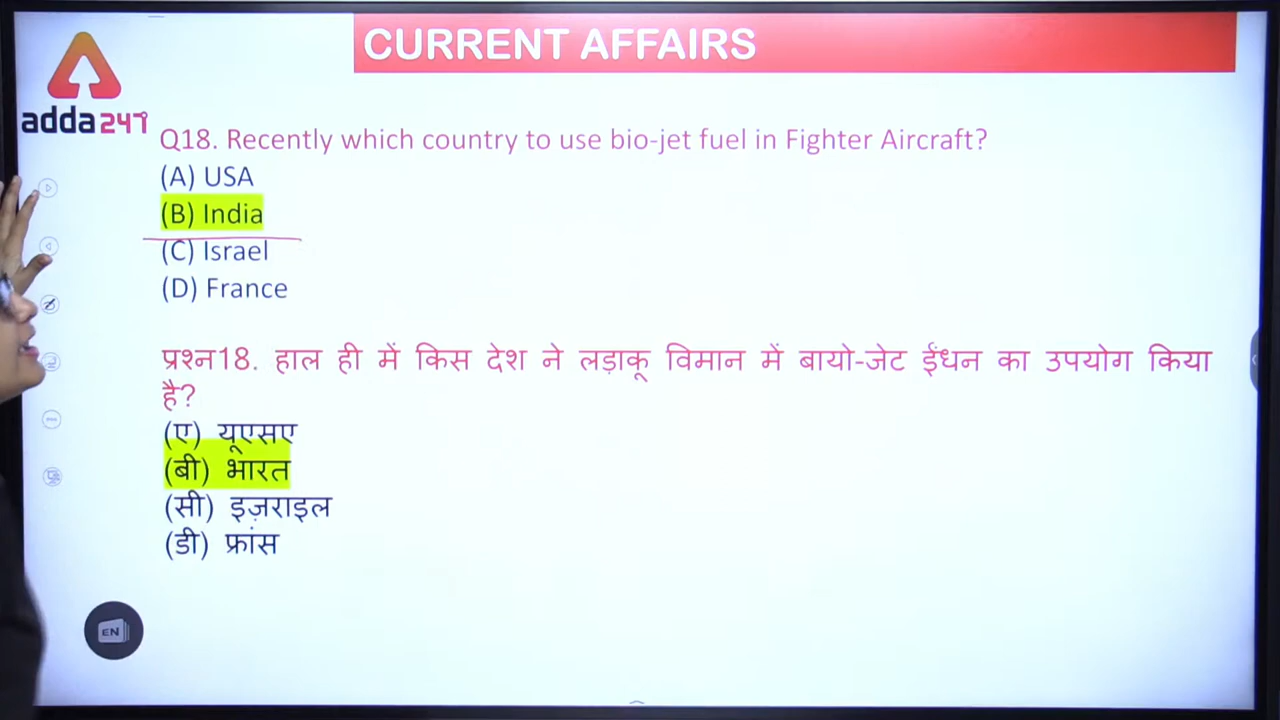 CURRENT AFFAIRS
adda247
Q18. Recently which country to use bio-jet fuel in Fighter Aircraft?
(A) USA
(B) India
(C) Israel
(D) France
प्रश्न18. हाल ही में किस देश ने लड़ाकू विमान में बायो-जेट ईंधन का उपयोग किया
है?
(ए) यूएसए
(बी) भारत
(सी) इज़राइल
(डी) फ्रांस
EN